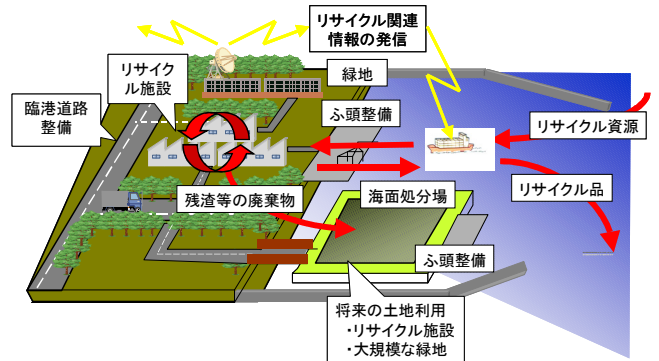 リサイクル関連
情報の発信
リサイク
ル施設
緑地
臨港道路
整備
ふ頭整備
リサイクル資源
残渣等の廃棄物
海面処分場
リサイクル品
ふ頭整備
将来の土地利用
・リサイクル施設
・大規模な緑地